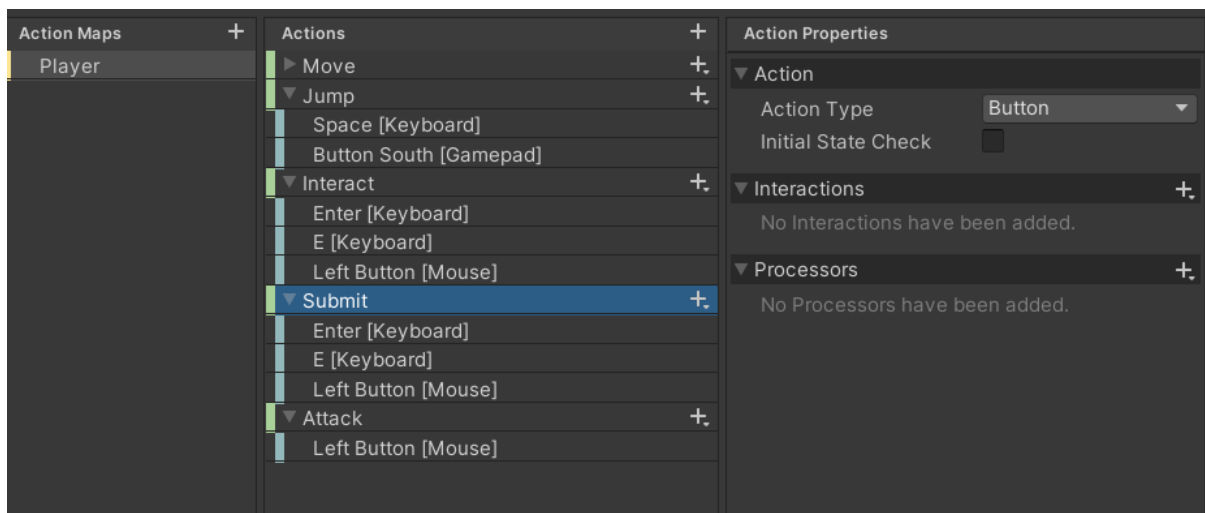 Action Maps +
Player
Actions +
Move
Jump
Space [Keyboard]
Button South [Gamepad]
Interact
Enter [Keyboard]
E [Keyboard]
Left Button [Mouse]
Submit
Enter [Keyboard]
E [Keyboard]
Left Button [Mouse]
Attack
Left Button [Mouse]
Action Properties
Action
Action Type Button
Initial State Check
Interactions
No Interactions have been added.
Processors
No Processors have been added.